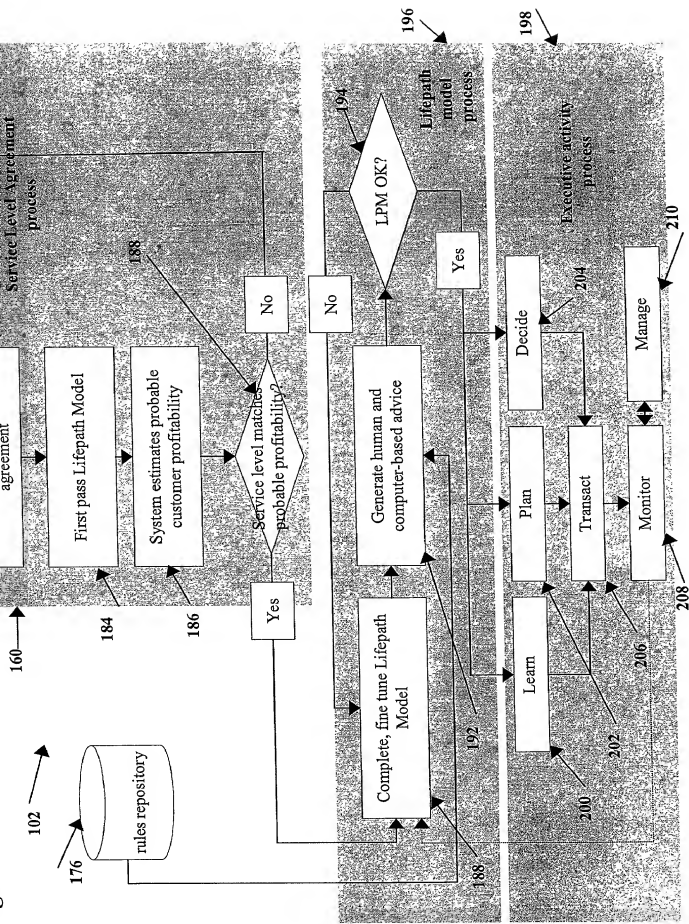 Service Level Agreement
process
agreement
160
First pass Lifepath Model
184
System estimates probable
customer profitability
186
188
Service level matches
probable profitability?
Yes
No
102
176
rules repository
196
Lifepath
model
process
194
LPM OK?
No
Yes
Generate human and
computer-based advice
192
Complete, fine tune Lifepath
Model
188
198
Executive activity
process
Learn
200
Plan
202
Decide
204
Transact
206
Monitor
208
Manage
210